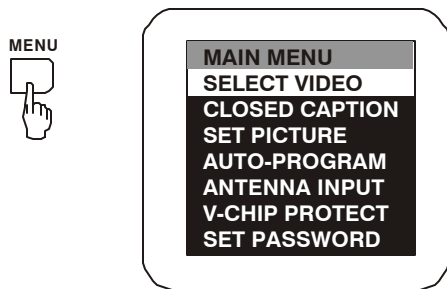 MENU
MAIN MENU
SELECT VIDEO
CLOSED CAPTION
SET PICTURE
AUTO-PROGRAM
ANTENNA INPUT
V-CHIP PROTECT
SET PASSWORD